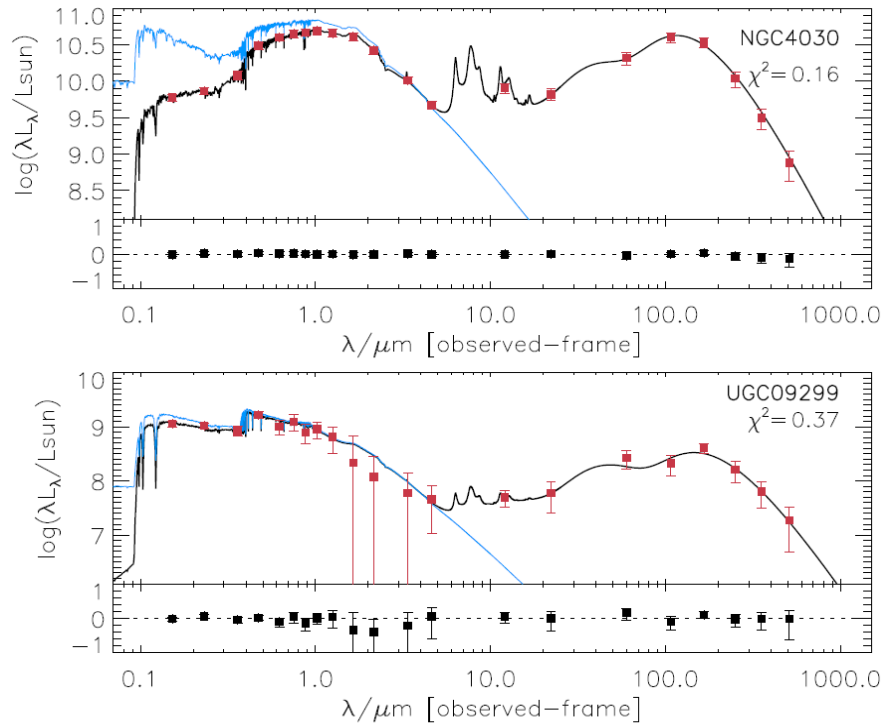 11.0
10.5
10.0
9.5
9.0
8.5
log(λLλ/Lsun)
NGC4030
χ²=0.16
1
0
−1
0.1 1.0 10.0 100.0 1000.0
λ/μm [observed−frame]
10
9
8
7
log(λLλ/Lsun)
UGC09299
χ²=0.37
1
0
−1
0.1 1.0 10.0 100.0 1000.0
λ/μm [observed−frame]